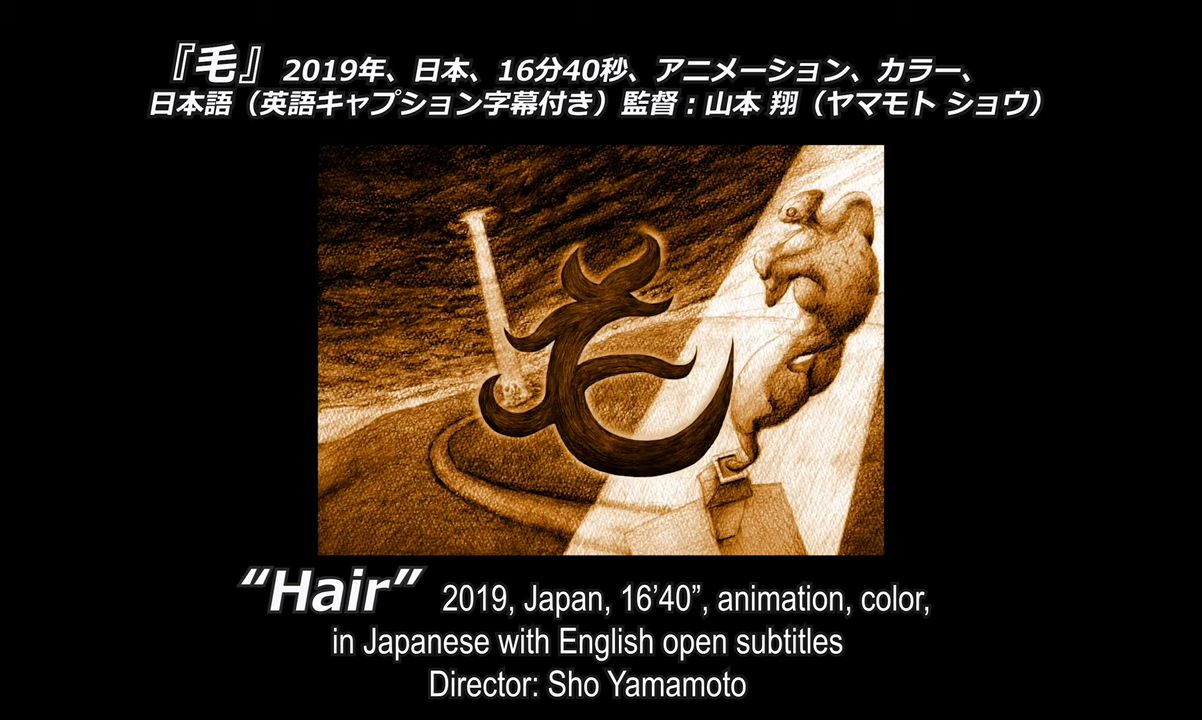 『毛』 2019年、日本、16分40秒、アニメーション、カラー、
日本語（英語キャプション字幕付き）監督：山本 翔（ヤマモト ショウ）
毛
“Hair” 2019, Japan, 16’40”, animation, color,
in Japanese with English open subtitles
Director: Sho Yamamoto